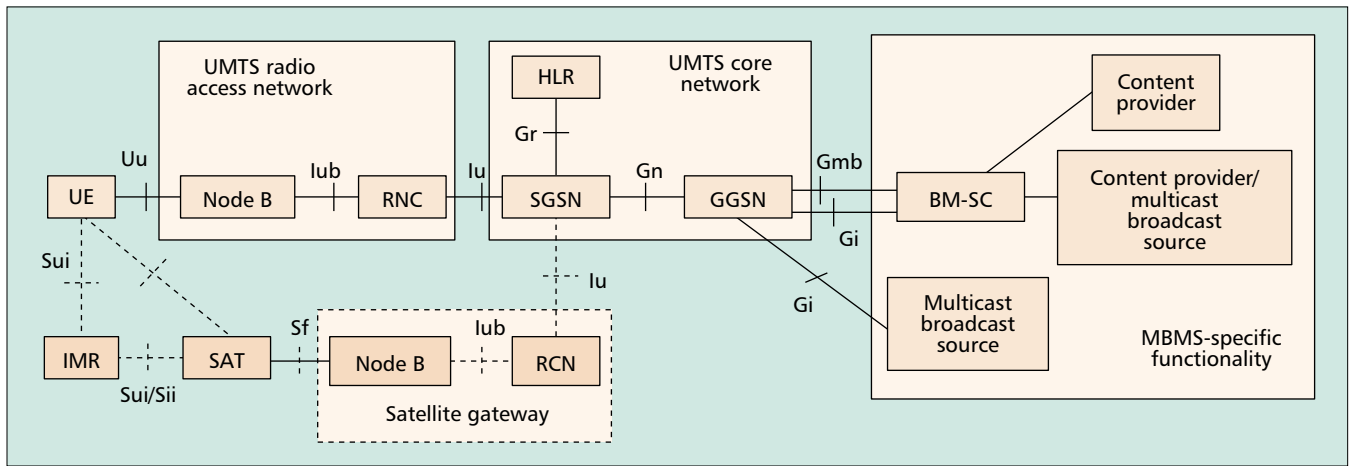 UMTS radio
access network
UMTS core
network
HLR
Content
provider
Gr
Uu
Iub
Iu
Gn
Gmb
UE
Node B
RNC
SGSN
GGSN
BM-SC
Content provider/
multicast
broadcast
source
Gi
Sui
Iu
Gi
Multicast
broadcast
source
MBMS-specific
functionality
Sf
Iub
IMR
SAT
Node B
RCN
Sui/Sii
Satellite gateway